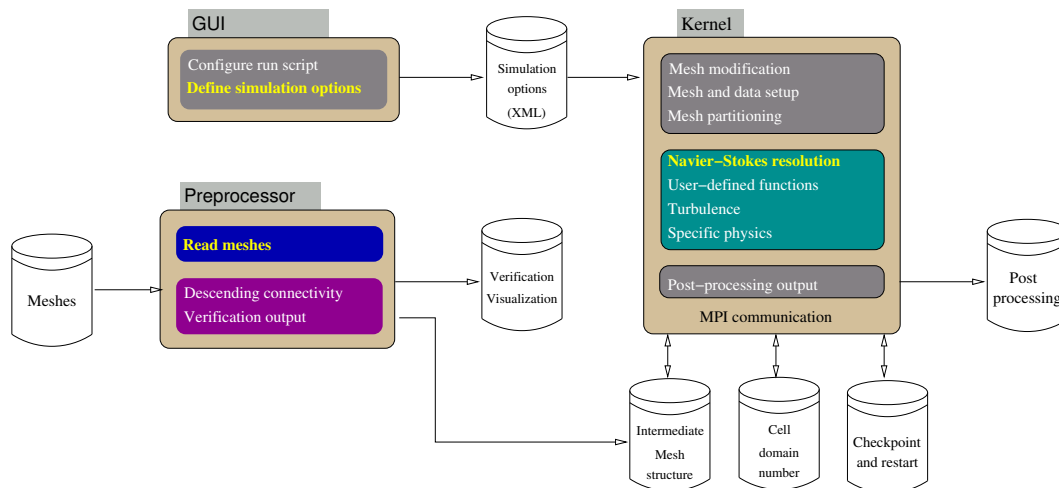 GUI
Configure run script
Define simulation options
Simulation
options
(XML)
Kernel
Mesh modification
Mesh and data setup
Mesh partitioning
Navier–Stokes resolution
User–defined functions
Turbulence
Specific physics
Post–processing output
MPI communication
Preprocessor
Read meshes
Descending connectivity
Verification output
Meshes
Verification
Visualization
Post
processing
Intermediate
Mesh
structure
Cell
domain
number
Checkpoint
and restart